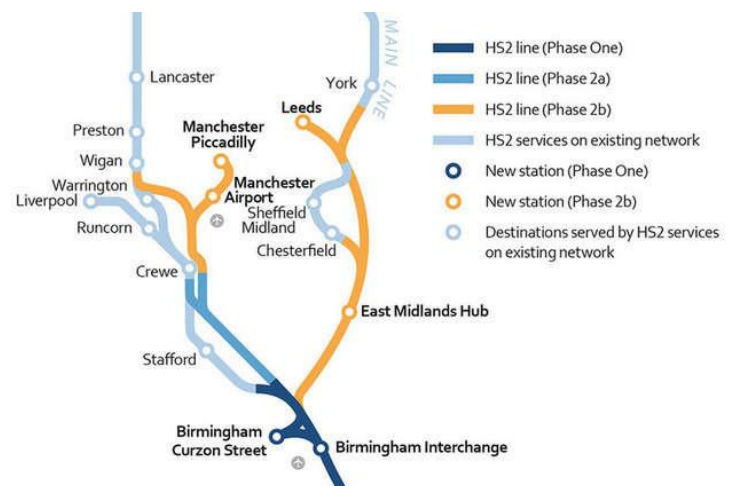 Lancaster
Preston
Wigan
Warrington
Liverpool
Runcorn
Crewe
Stafford
Manchester
Piccadilly
Manchester
Airport
Leeds
York
MAIN LINE
Sheffield
Midland
Chesterfield
East Midlands Hub
Birmingham
Curzon Street
Birmingham Interchange
HS2 line (Phase One)
HS2 line (Phase 2a)
HS2 line (Phase 2b)
HS2 services on existing network
New station (Phase One)
New station (Phase 2b)
Destinations served by HS2 services
on existing network